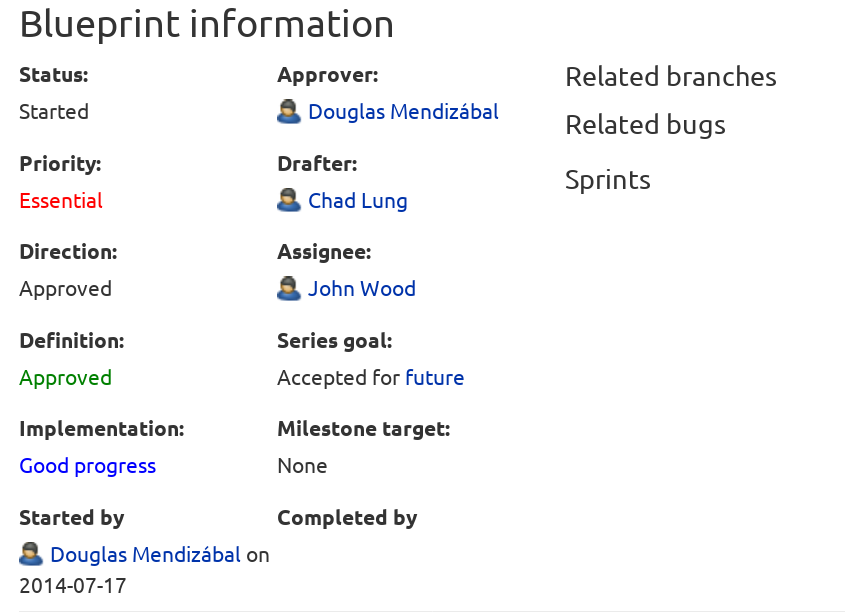 Blueprint information
Status:
Started
Approver:
Douglas Mendizábal
Priority:
Essential
Drafter:
Chad Lung
Direction:
Approved
Assignee:
John Wood
Definition:
Approved
Series goal:
Accepted for future
Implementation:
Good progress
Milestone target:
None
Started by
Douglas Mendizábal on
2014-07-17
Completed by
Related branches
Related bugs
Sprints